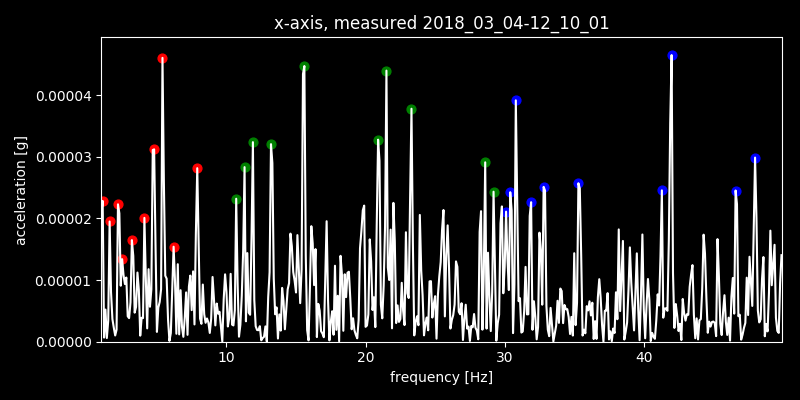 x-axis, measured 2018_03_04-12_10_01
acceleration [g]
0.00004
0.00003
0.00002
0.00001
0.00000
10 20 30 40
frequency [Hz]